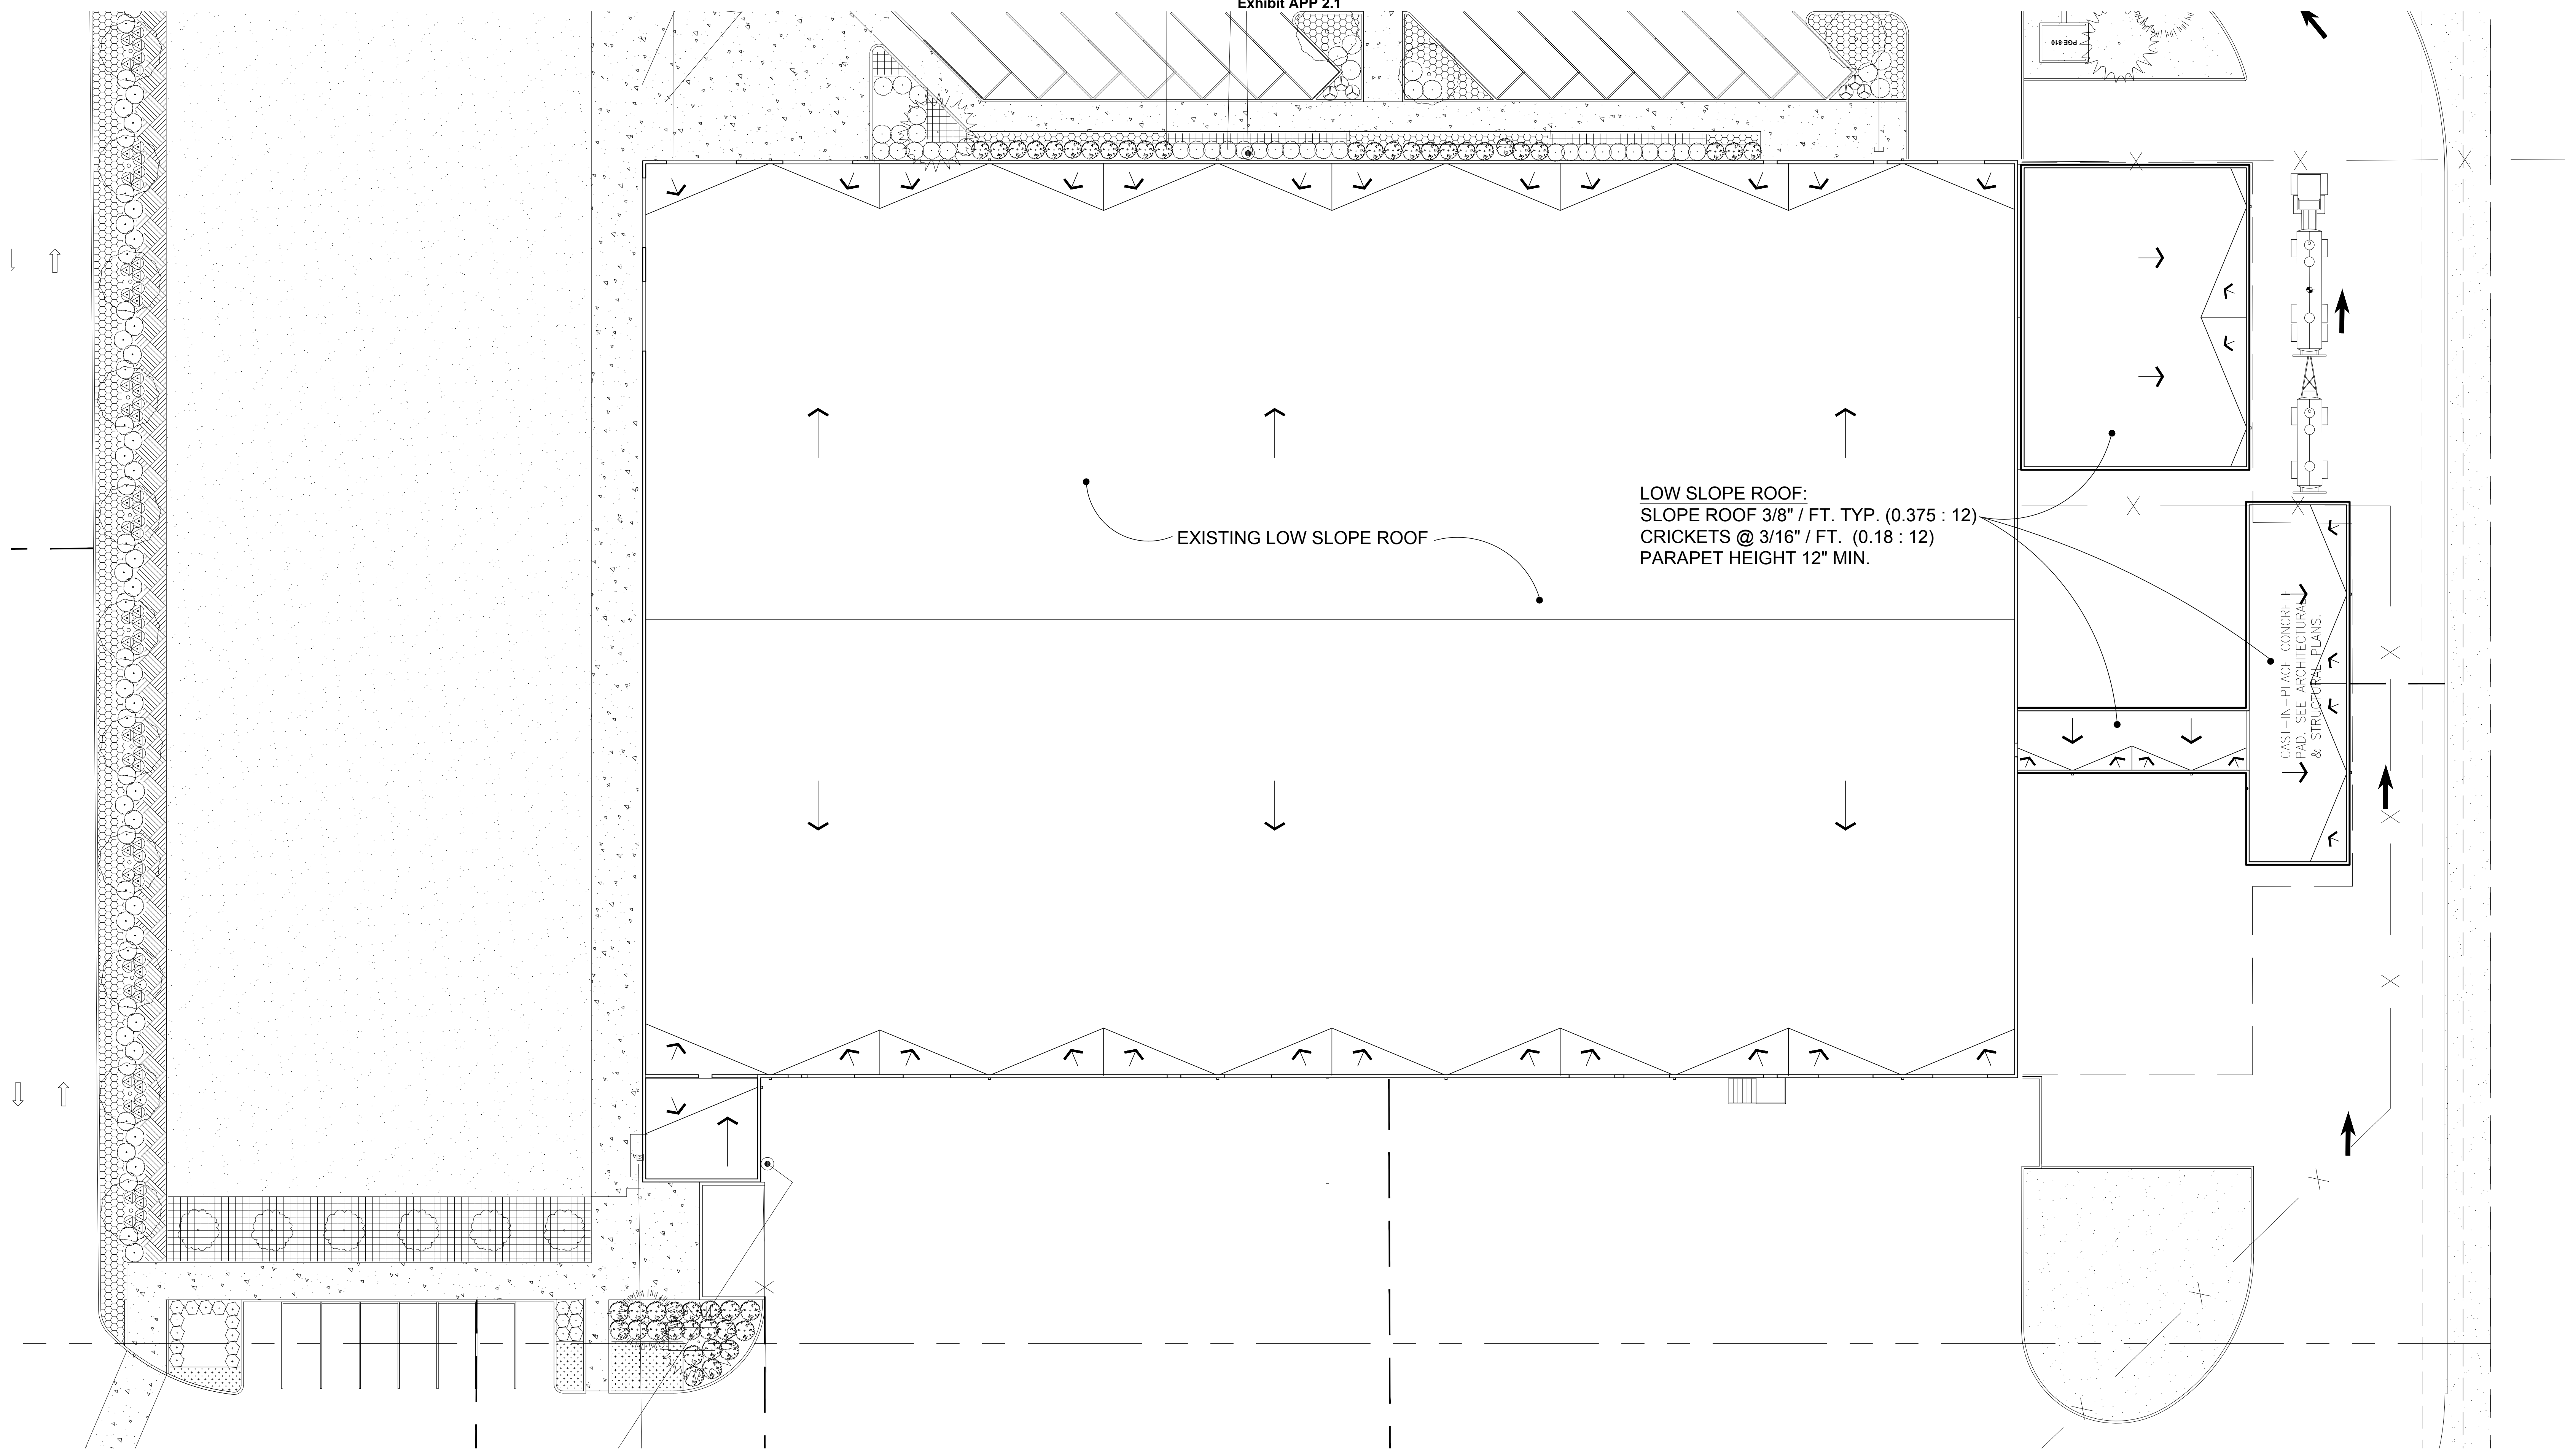 Exhibit APP 2.1
PGE 810
EXISTING LOW SLOPE ROOF
LOW SLOPE ROOF:
SLOPE ROOF 3/8" / FT. TYP. (0.375 : 12)
CRICKETS @ 3/16" / FT. (0.18 : 12)
PARAPET HEIGHT 12" MIN.
CAST-IN-PLACE CONCRETE
PAD. SEE ARCHITECTURAL
& STRUCTURAL PLANS.